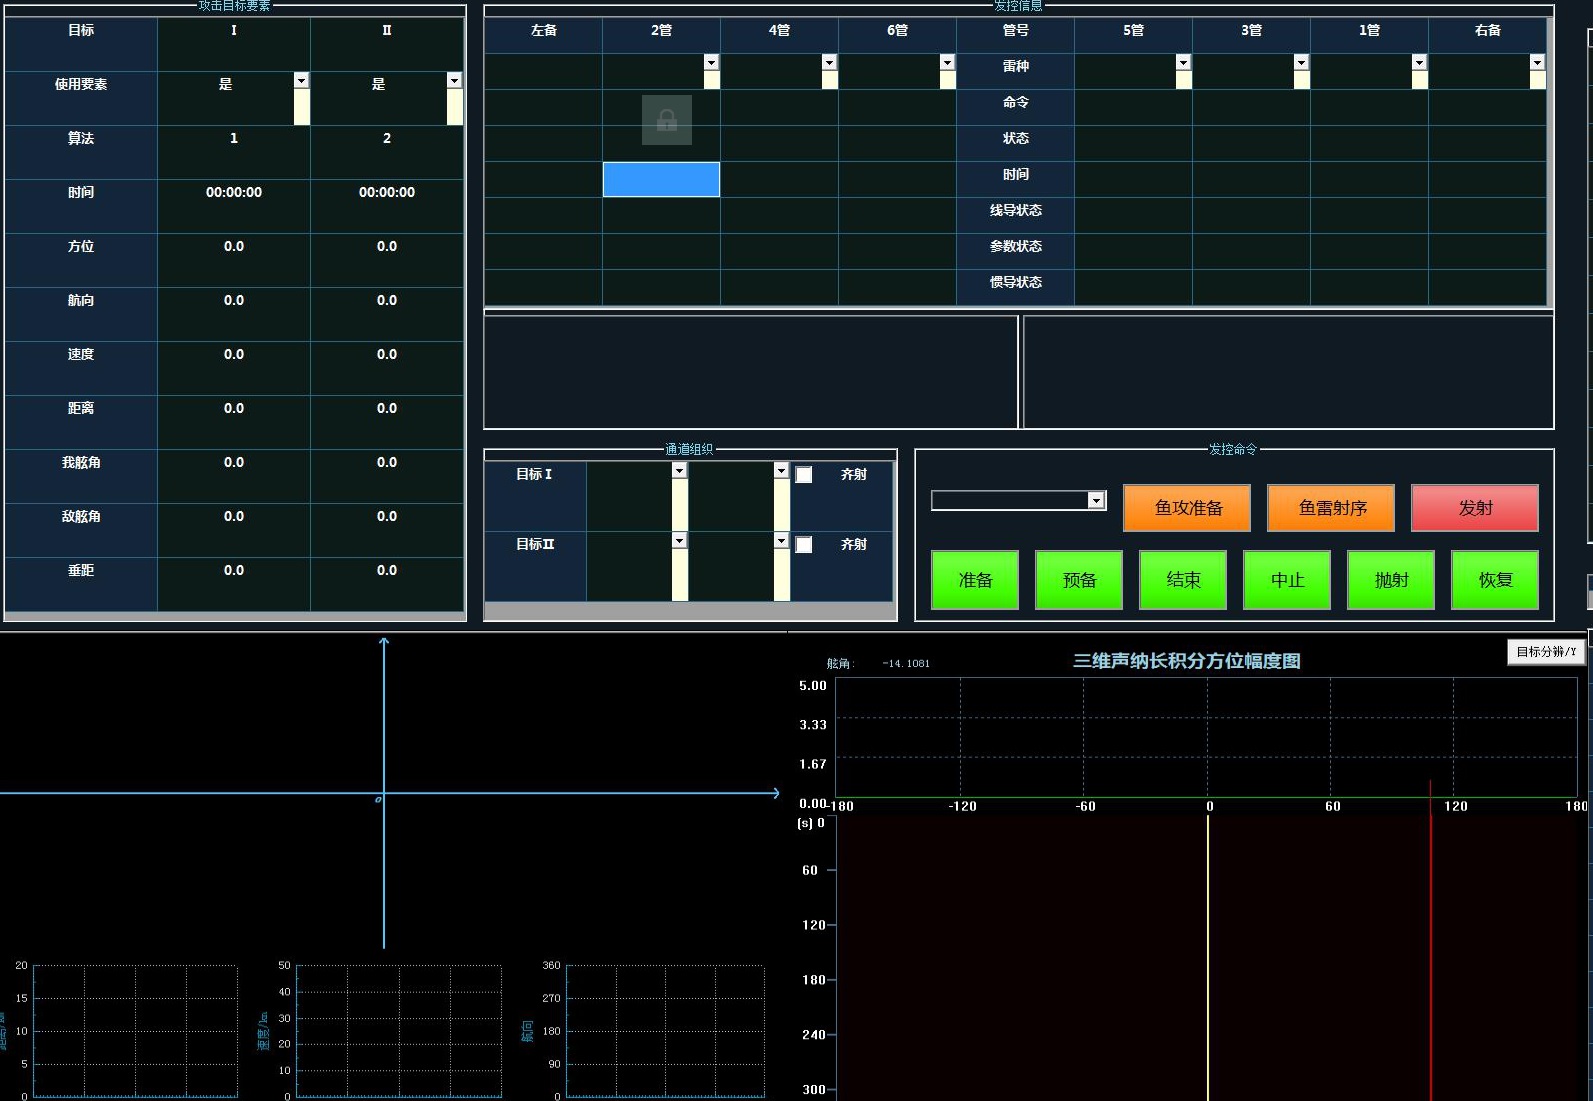 攻击目标要素
目标 I II
使用要素 是 是
算法 1 2
时间 00:00:00 00:00:00
方位 0.0 0.0
航向 0.0 0.0
速度 0.0 0.0
距离 0.0 0.0
我舷角 0.0 0.0
敌舷角 0.0 0.0
垂距 0.0 0.0
发控信息
左备 2管 4管 6管 管号 5管 3管 1管 右备
雷种
命令
状态
时间
线导状态
参数状态
惯导状态
通道组织
目标 I 齐射
目标II 齐射
发控命令
鱼攻准备 鱼雷射序 发射
准备 预备 结束 中止 抛射 恢复
o
20
15
10
5
0
速度/kn
50
40
30
20
10
0
航向
360
270
180
90
0
舷角: -14.1081
三维声纳长积分方位幅度图
目标分辨/Y
5.00
3.33
1.67
0.00
-180 -120 -60 0 60 120 180
(s) 0
60
120
180
240
300